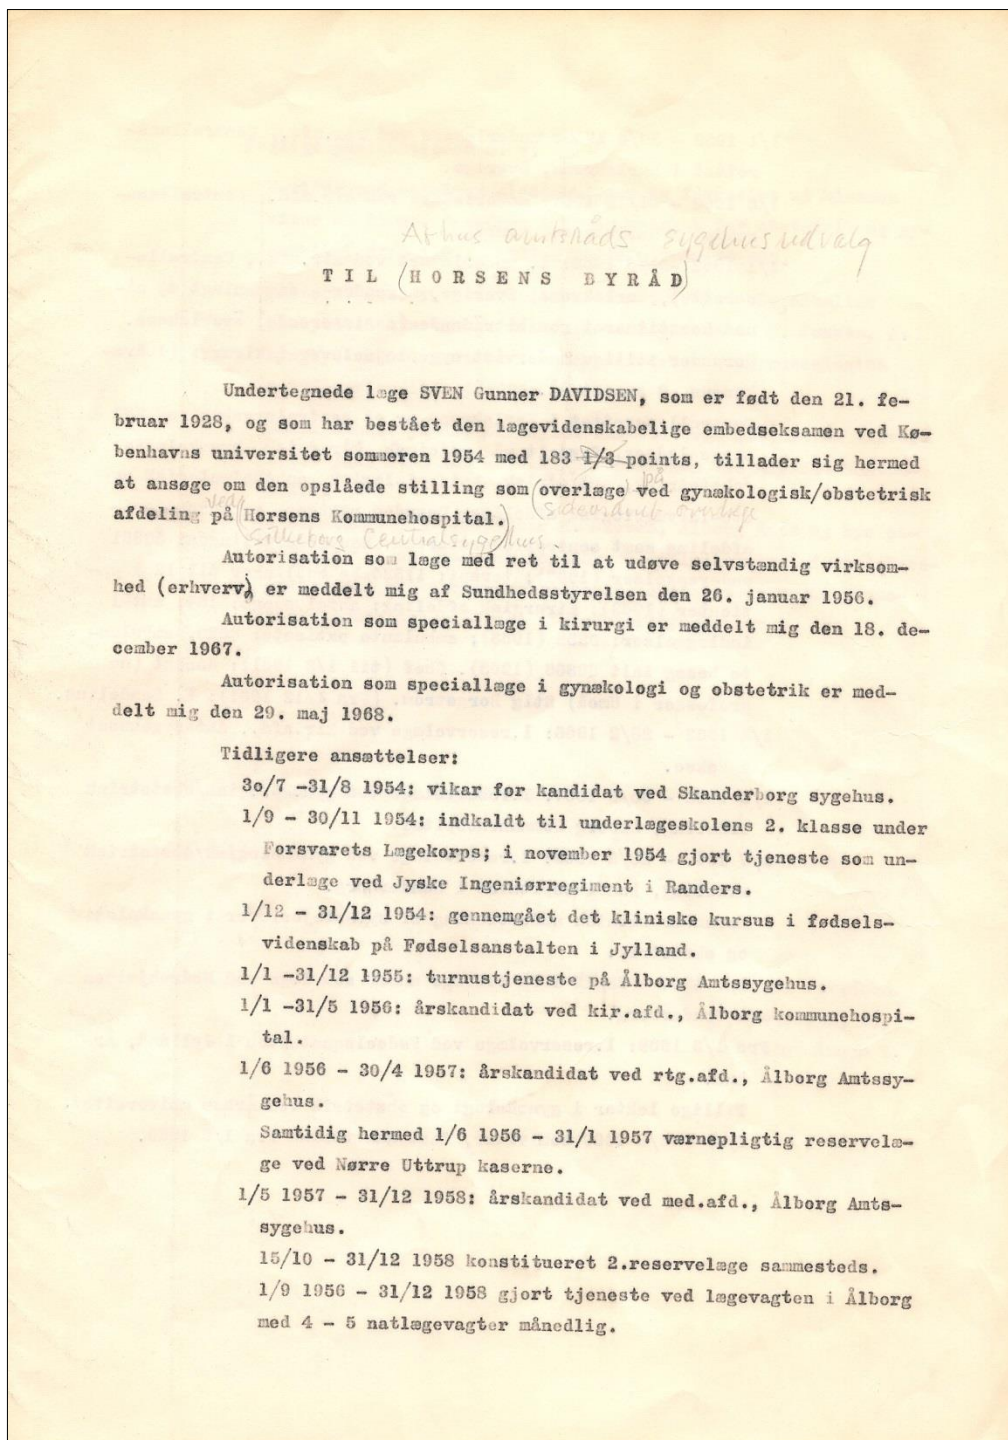 Århus amtsråds sygehusudvalg
TIL (HORSENS BYRÅD)
Undertegnede læge SVEN Gunner DAVIDSEN, som er født den 21. fe-
bruar 1928, og som har bestået den lægevidenskabelige embedseksamen ved Kø-
benhavns universitet sommeren 1954 med 183 1/3 points, tillader sig hermed
på
at ansøge om den opslåede stilling som (overlæge) ved gynækologisk/obstetrisk
ved (sideordnet overlæge
afdeling på (Horsens Kommunehospital.)
Silkeborg Centralsygehus.
Autorisation som læge med ret til at udøve selvstændig virksom-
hed (erhverv) er meddelt mig af Sundhedsstyrelsen den 26. januar 1956.
Autorisation som speciallæge i kirurgi er meddelt mig den 18. de-
cember 1967.
Autorisation som speciallæge i gynækologi og obstetrik er med-
delt mig den 29. maj 1968.
Tidligere ansættelser:
3o/7 -31/8 1954: vikar for kandidat ved Skanderborg sygehus.
1/9 - 30/11 1954: indkaldt til underlægeskolens 2. klasse under
Forsvarets Lægekorps; i november 1954 gjort tjeneste som un-
derlæge ved Jyske Ingeniørregiment i Randers.
1/12 - 31/12 1954: gennemgået det kliniske kursus i fødsels-
videnskab på Fødselsanstalten i Jylland.
1/1 -31/12 1955: turnustjeneste på Ålborg Amtssygehus.
1/1 -31/5 1956: årskandidat ved kir.afd., Ålborg kommunehospi-
tal.
1/6 1956 - 30/4 1957: årskandidat ved rtg.afd., Ålborg Amtssy-
gehus.
Samtidig hermed 1/6 1956 - 31/1 1957 værnepligtig reservelæ-
ge ved Nørre Uttrup kaserne.
1/5 1957 - 31/12 1958: årskandidat ved med.afd., Ålborg Amts-
sygehus.
15/10 - 31/12 1958 konstitueret 2.reservelæge sammesteds.
1/9 1956 - 31/12 1958 gjort tjeneste ved lægevagten i Ålborg
med 4 - 5 natlægevagter månedlig.